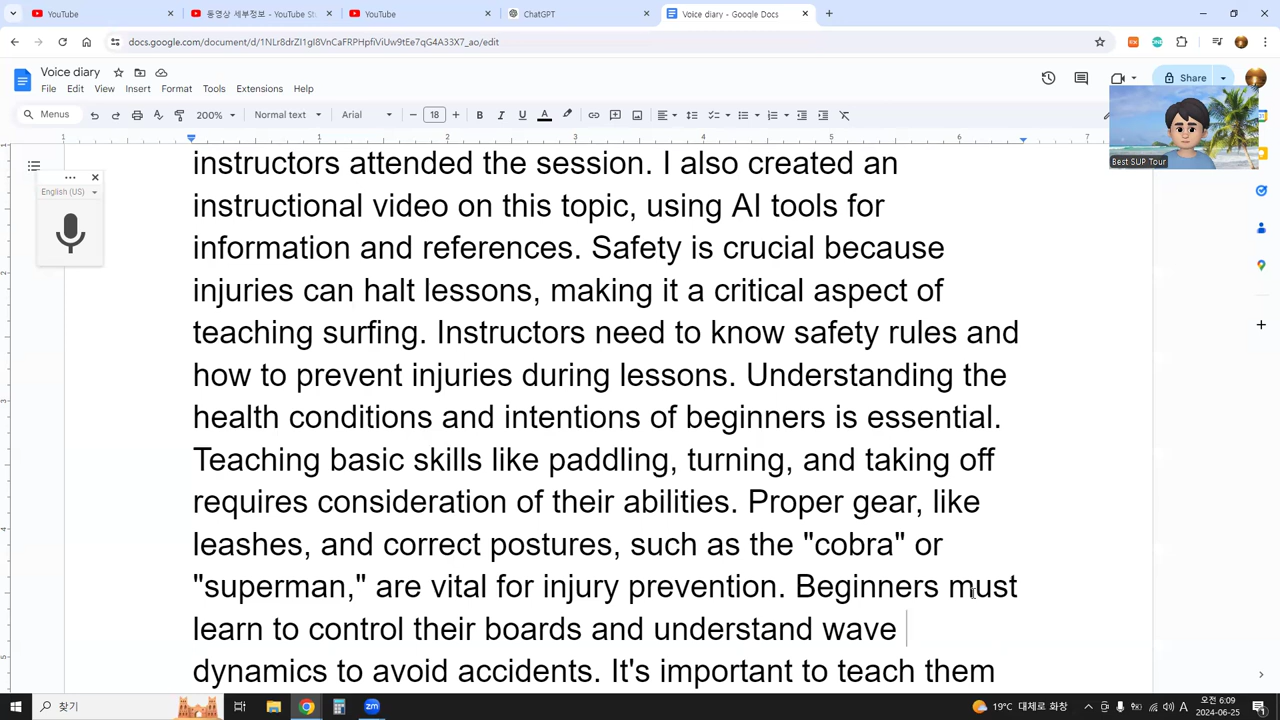 YouTube
동영상 세부정보 - YouTube St
YouTube
ChatGPT
Voice diary - Google Docs
docs.google.com/document/d/1NLr8drZI1gI8VnCaFRPHpfiViUw9tEe7qG4A33X7_ao/edit
Voice diary
File Edit View Insert Format Tools Extensions Help
Share
Menus 200% Normal text Arial 18 B I U A
1 1 2 3 4 5 6 7
Best SUP Tour
English (US)
instructors attended the session. I also created an
instructional video on this topic, using AI tools for
information and references. Safety is crucial because
injuries can halt lessons, making it a critical aspect of
teaching surfing. Instructors need to know safety rules and
how to prevent injuries during lessons. Understanding the
health conditions and intentions of beginners is essential.
Teaching basic skills like paddling, turning, and taking off
requires consideration of their abilities. Proper gear, like
leashes, and correct postures, such as the "cobra" or
"superman," are vital for injury prevention. Beginners must
learn to control their boards and understand wave
dynamics to avoid accidents. It's important to teach them
찾기
19°C 대체로 화창
A
오전 6:09
2024-06-25